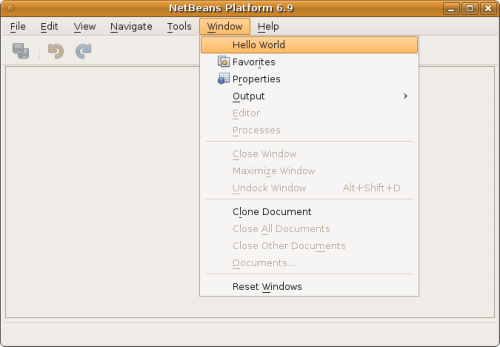 NetBeans Platform 6.9
File Edit View Navigate Tools Window Help
Hello World
Favorites
Properties
Output
Editor
Processes
Close Window
Maximize Window
Undock Window Alt+Shift+D
Clone Document
Close All Documents
Close Other Documents
Documents...
Reset Windows